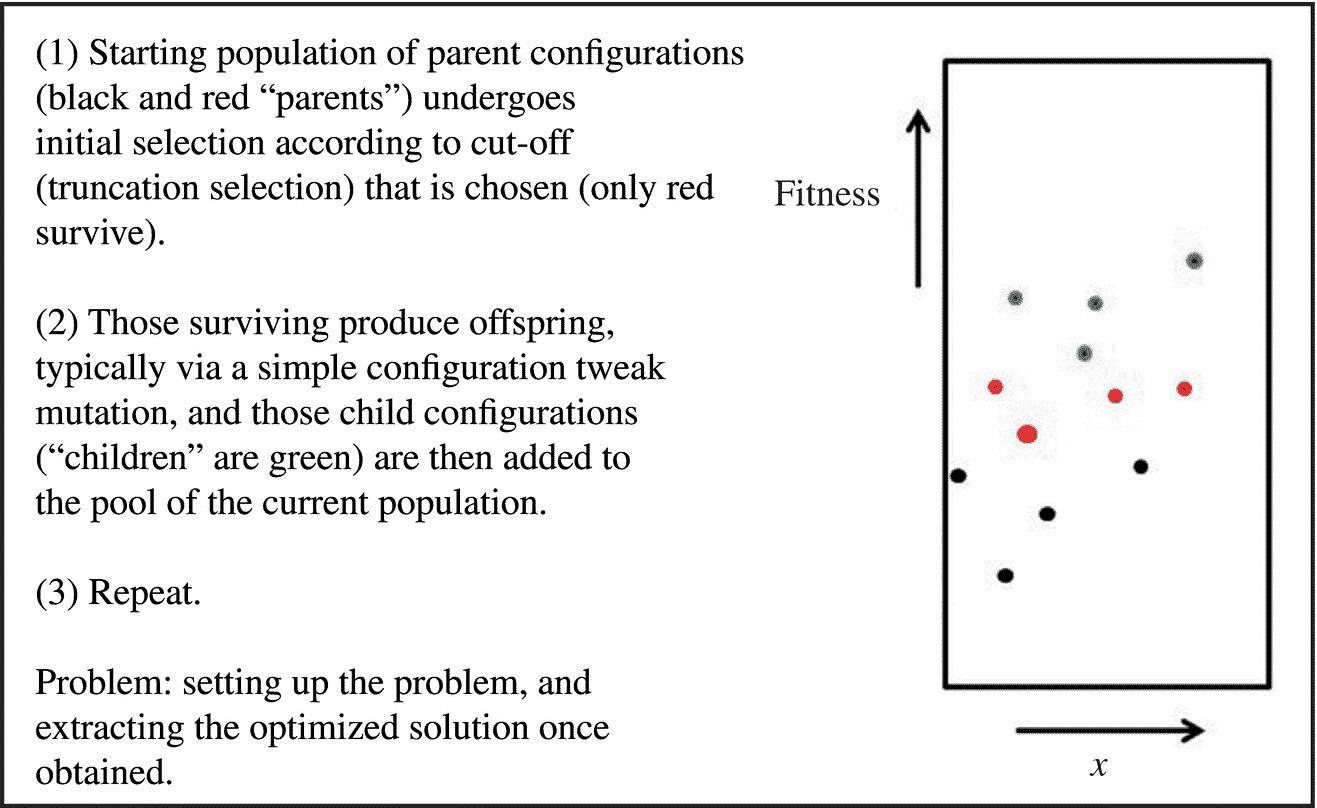 (1) Starting population of parent configurations
(black and red “parents”) undergoes
initial selection according to cut-off
(truncation selection) that is chosen (only red
survive).
(2) Those surviving produce offspring,
typically via a simple configuration tweak
mutation, and those child configurations
(“children” are green) are then added to
the pool of the current population.
(3) Repeat.
Problem: setting up the problem, and
extracting the optimized solution once
obtained.
Fitness
x